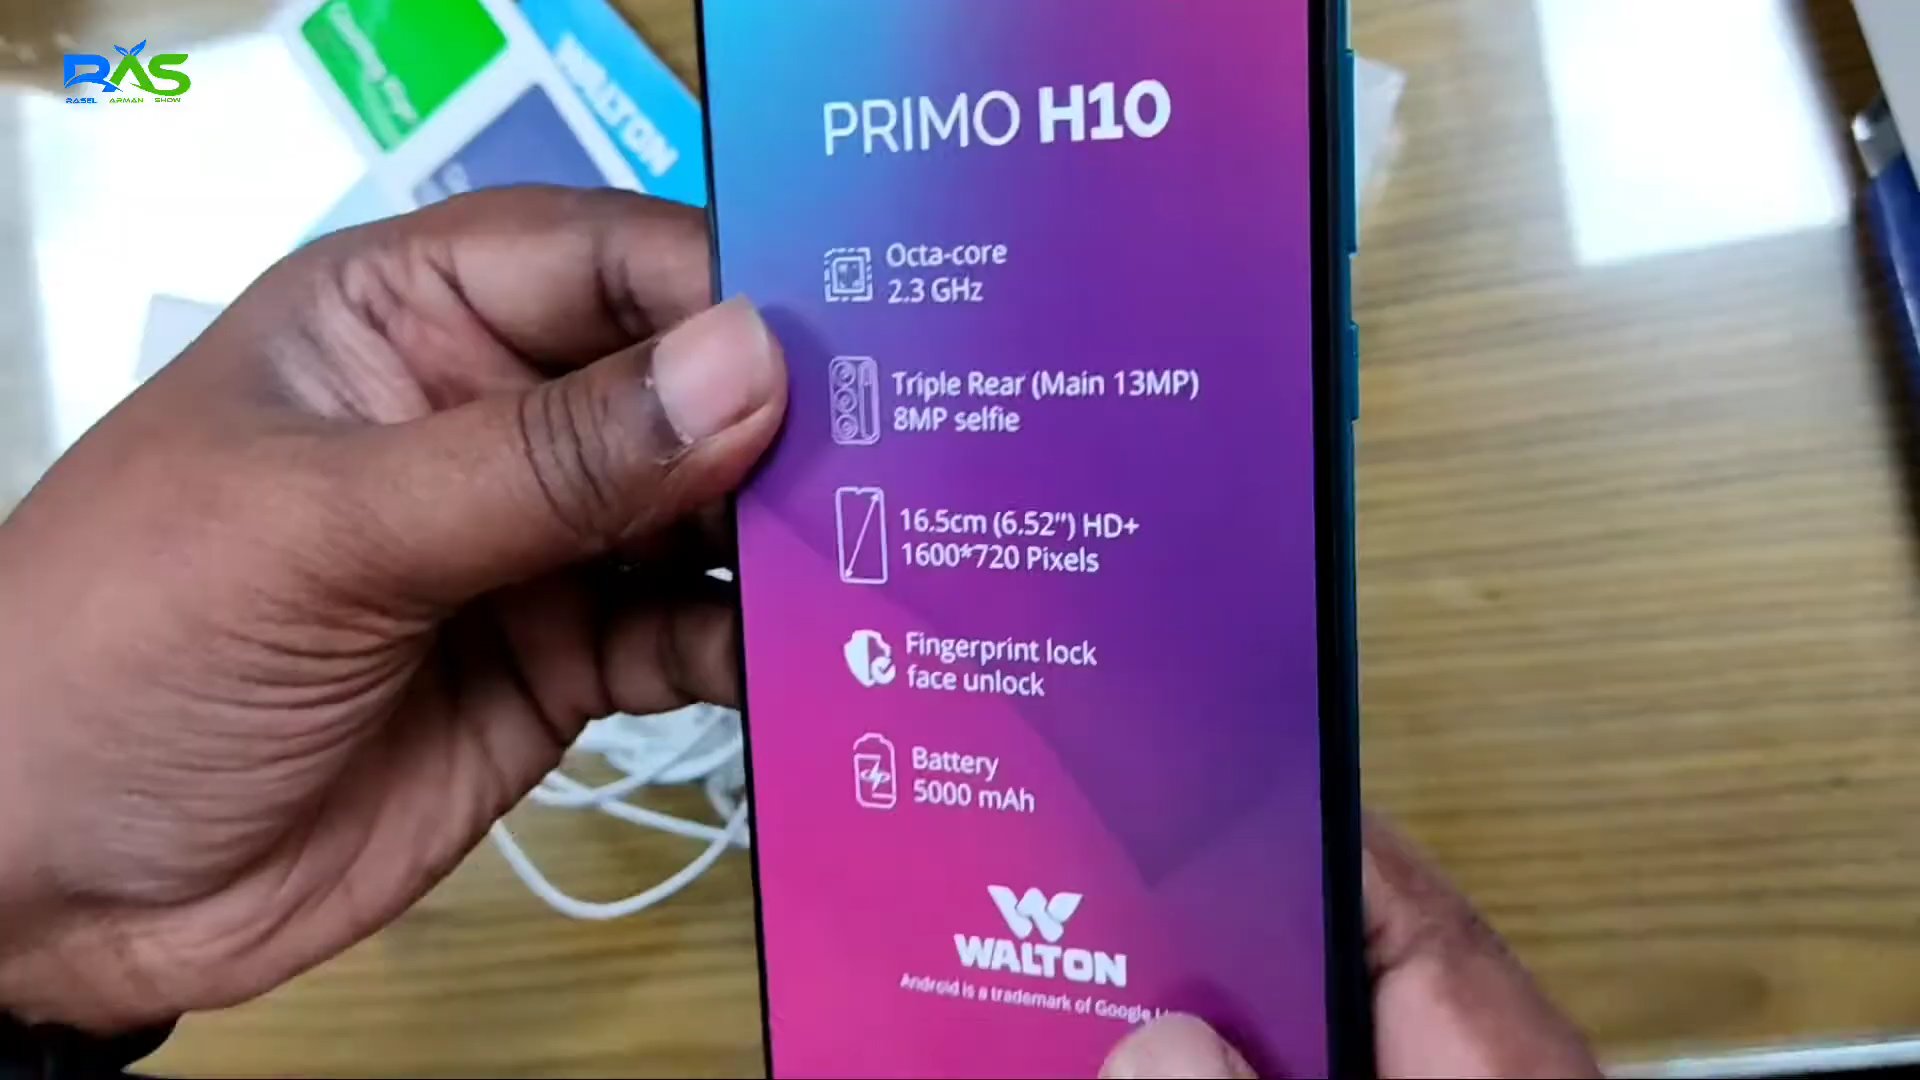 RAS
RASEL ARMAN SHOW
WALTON
PRIMO H10
Octa-core
2.3 GHz
Triple Rear (Main 13MP)
8MP selfie
16.5cm (6.52") HD+
1600*720 Pixels
Fingerprint lock
face unlock
Battery
5000 mAh
WALTON
Android is a trademark of Google